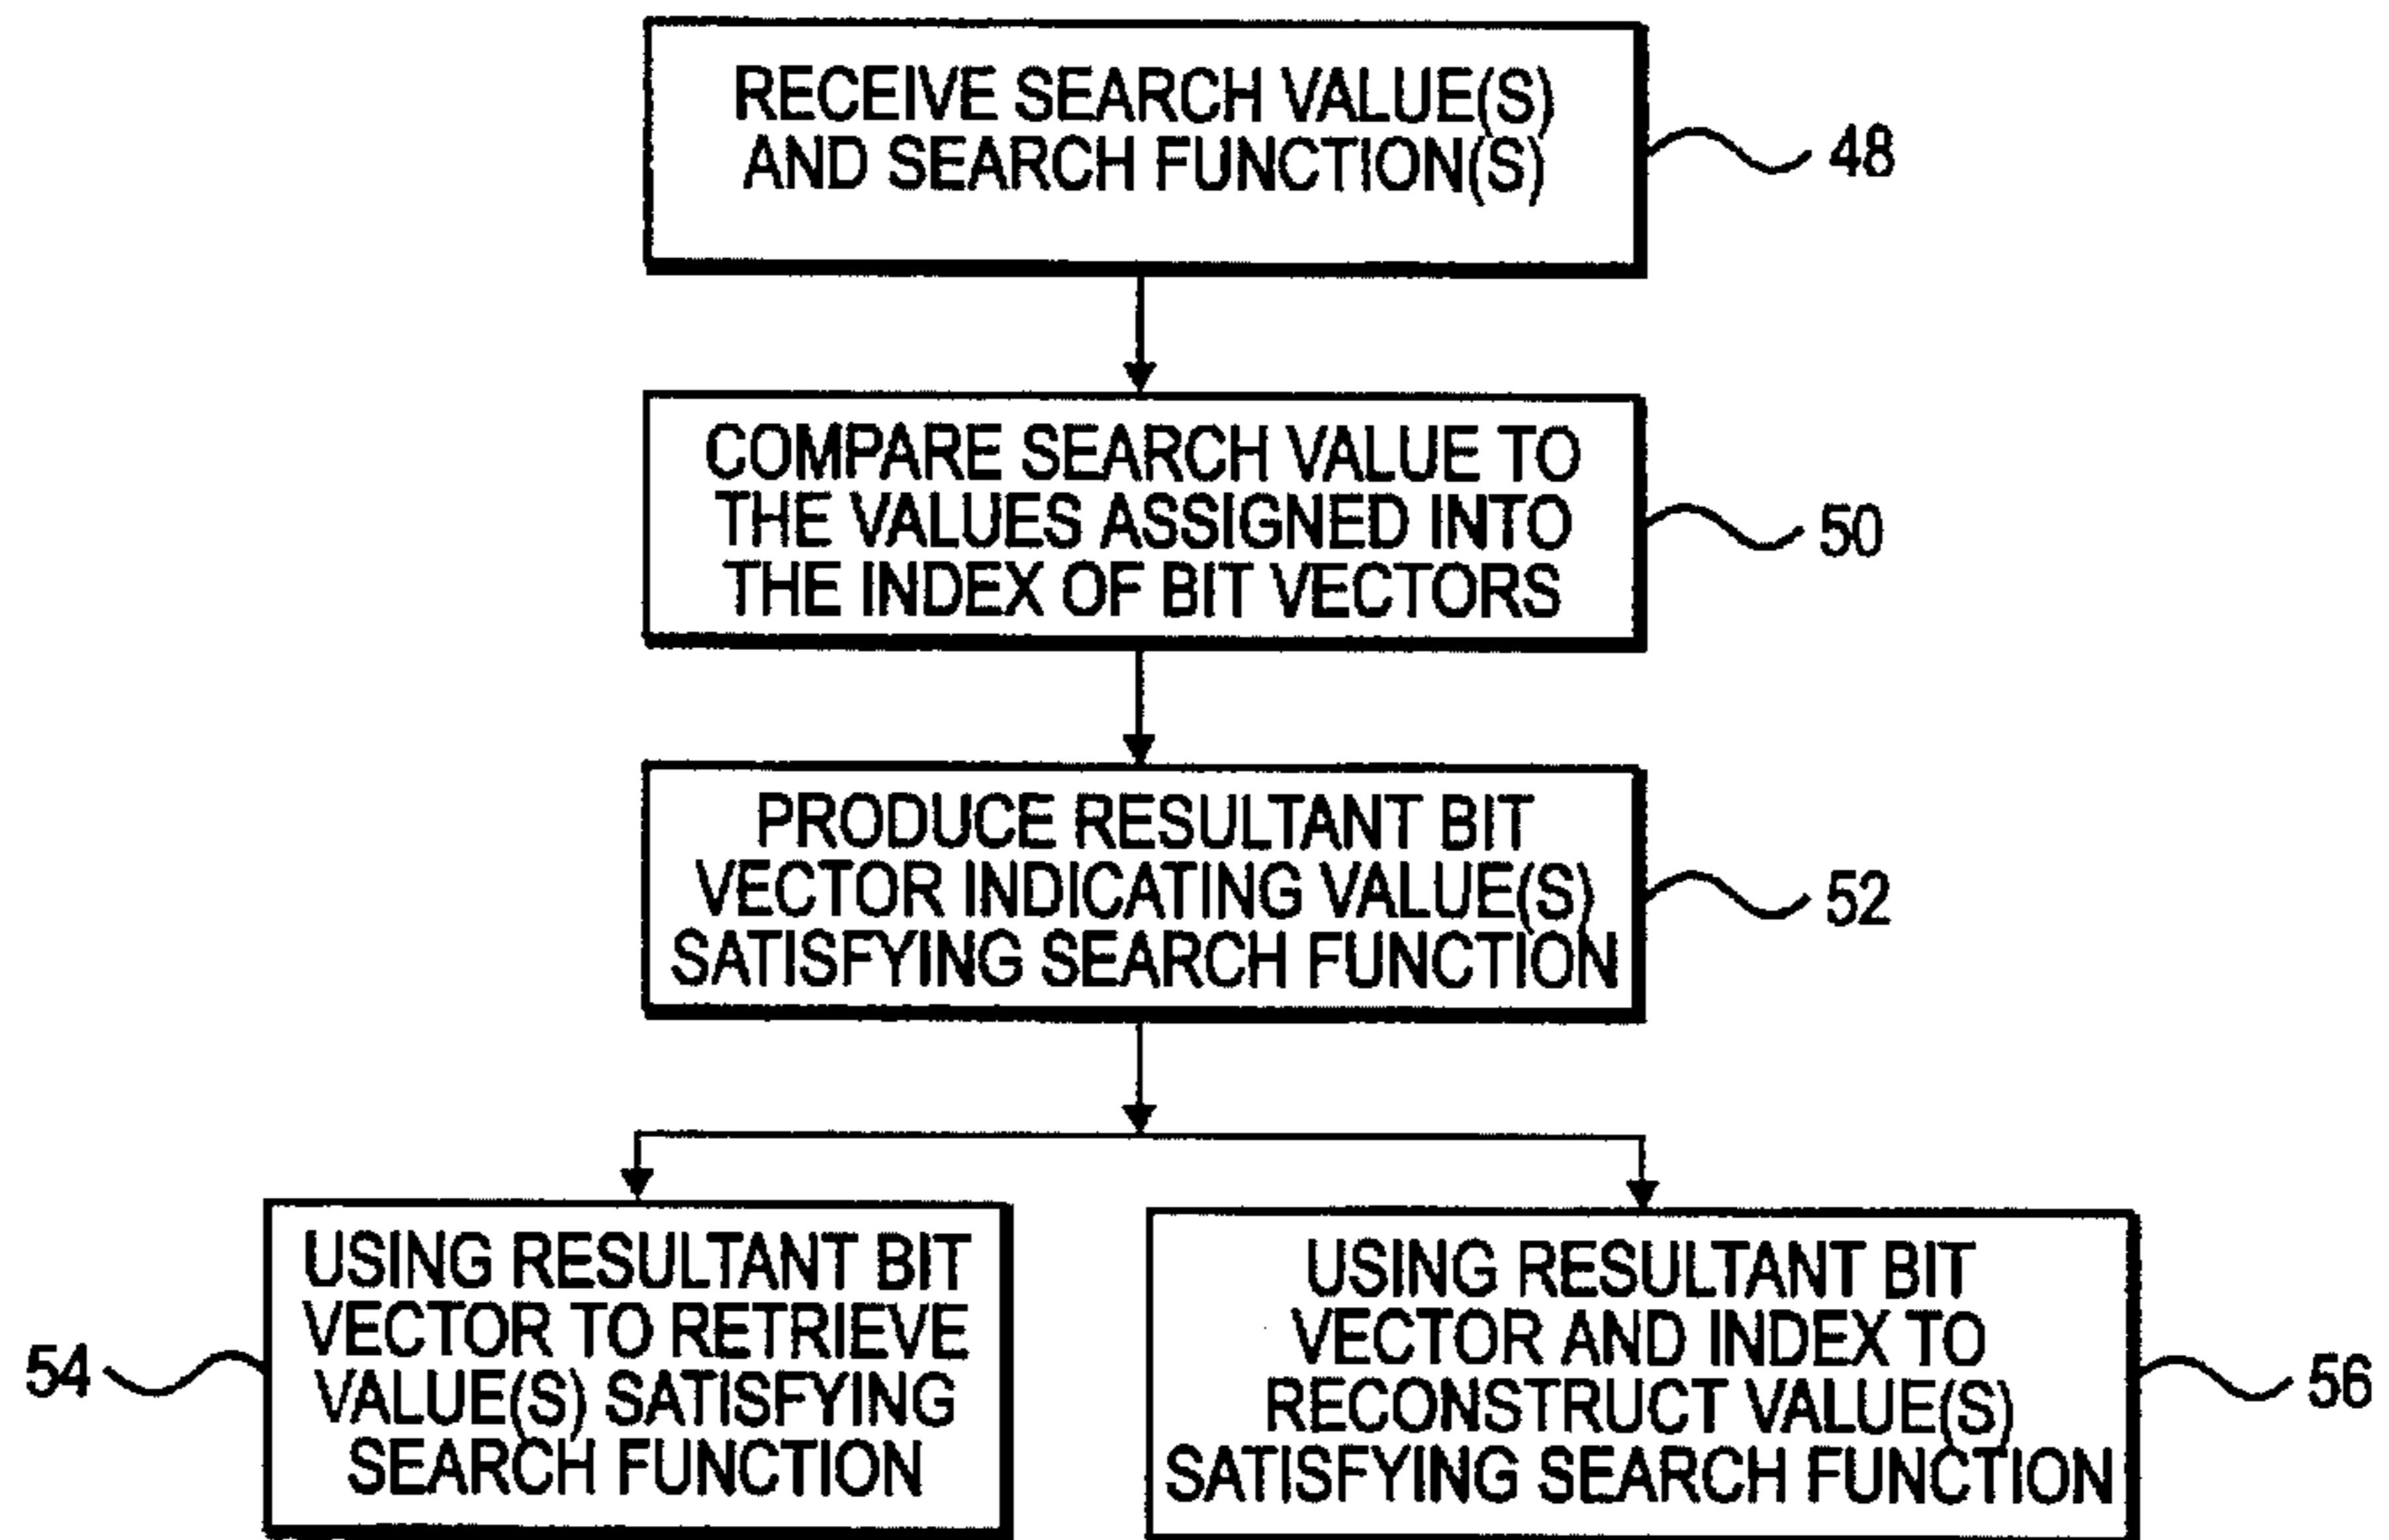 RECEIVE SEARCH VALUE(S)
AND SEARCH FUNCTION(S)
48
COMPARE SEARCH VALUE TO
THE VALUES ASSIGNED INTO
THE INDEX OF BIT VECTORS
50
PRODUCE RESULTANT BIT
VECTOR INDICATING VALUE(S)
SATISFYING SEARCH FUNCTION
52
USING RESULTANT BIT
VECTOR TO RETRIEVE
VALUE(S) SATISFYING
SEARCH FUNCTION
54
USING RESULTANT BIT
VECTOR AND INDEX TO
RECONSTRUCT VALUE(S)
SATISFYING SEARCH FUNCTION
56